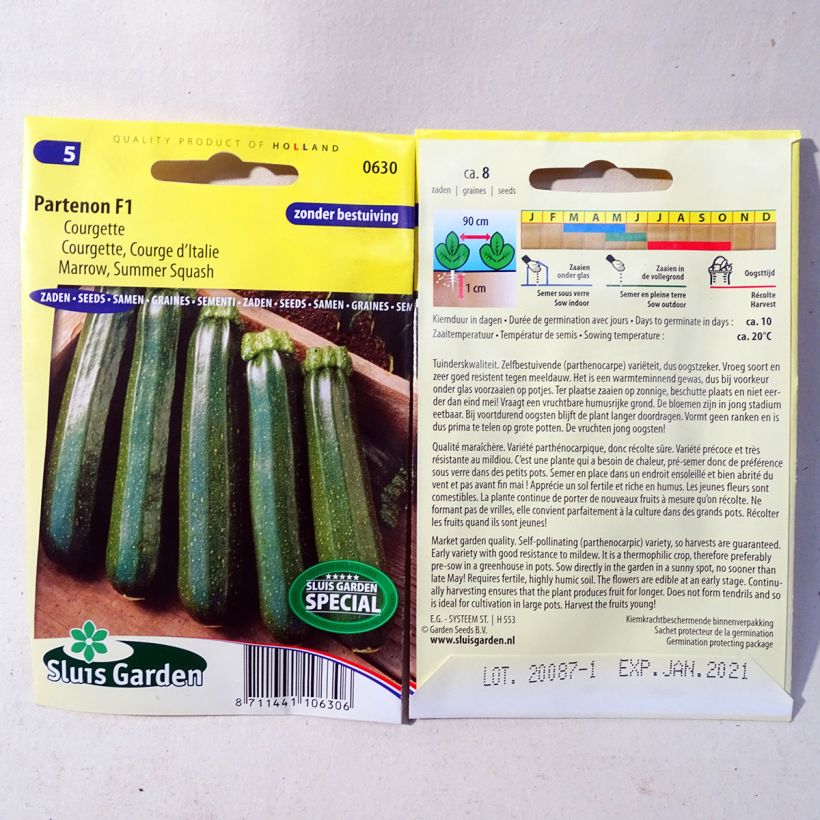 5
QUALITY PRODUCT OF HOLLAND
0630
Partenon F1
zonder bestuiving
Courgette
Courgette, Courge d'Italie
Marrow, Summer Squash
ZADEN • SEEDS • SAMEN • GRAINES • SEMENTI • ZADEN • SEEDS • SAMEN • GRAINES • SEM
SLUIS GARDEN
SPECIAL
Sluis Garden
8 711441 106306
ca. 8
zaden | graines | seeds
90 cm
1 cm
J F M A M J J A S O N D
Zaaien
onder glas
Semer sous verre
Sow indoor
Zaaien in
de vollegrond
Semer en pleine terre
Sow outdoor
Oogsttijd
Récolte
Harvest
Kiemduur in dagen • Durée de germination avec jours • Days to germinate in days : ca. 10
Zaaitemperatuur • Températur de semis • Sowing temperature : ca. 20°C
Tuinderskwaliteit. Zelfbestuivende (parthenocarpe) variëteit, dus oogstzeker. Vroeg soort en
zeer goed resistent tegen meeldauw. Het is een warmteminnend gewas, dus bij voorkeur
onder glas voorzaaien op potjes. Ter plaatse zaaien op zonnige, beschutte plaats en niet eer-
der dan eind mei! Vraagt een vruchtbare humusrijke grond. De bloemen zijn in jong stadium
eetbaar. Bij voortdurend oogsten blijft de plant langer doordragen. Vormt geen ranken en is
dus prima te telen op grote potten. De vruchten jong oogsten!
Qualité maraîchère. Variété parthénocarpique, donc récolte sûre. Variété précoce et très
résistante au mildiou. C'est une plante qui a besoin de chaleur, pré-semer donc de préférence
sous verre dans des petits pots. Semer en place dans un endroit ensoleillé et bien abrité du
vent et pas avant fin mai ! Apprécie un sol fertile et riche en humus. Les jeunes fleurs sont
comestibles. La plante continue de porter de nouveaux fruits à mesure qu'on récolte. Ne
formant pas de vrilles, elle convient parfaitement à la culture dans des grands pots. Récolter
les fruits quand ils sont jeunes!
Market garden quality. Self-pollinating (parthenocarpic) variety, so harvests are guaranteed.
Early variety with good resistance to mildew. It is a thermophilic crop, therefore preferably
pre-sow in a greenhouse in pots. Sow directly in the garden in a sunny spot, no sooner than
late May! Requires fertile, highly humic soil. The flowers are edible at an early stage. Continu-
ally harvesting ensures that the plant produces fruit for longer. Does not form tendrils and so
is ideal for cultivation in large pots. Harvest the fruits young!
E.G. - SYSTEEM ST. | H 553
© Garden Seeds B.V.
www.sluisgarden.nl
Kiemkrachtbeschermende binnenverpakking
Sachet protecteur de la germination
Germination protecting package
LOT. 20087-1 EXP.JAN.2021